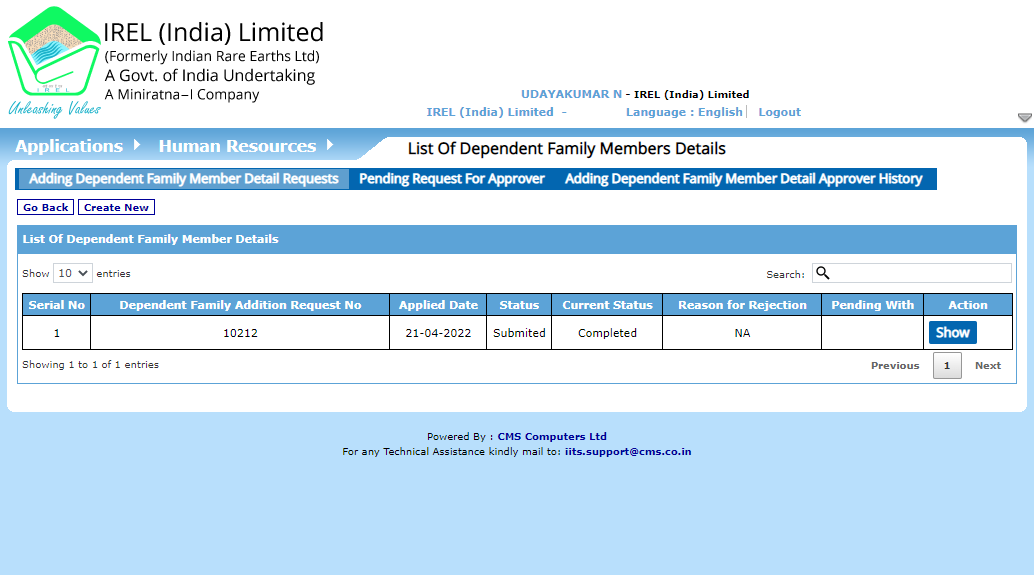 IREL (India) Limited
(Formerly Indian Rare Earths Ltd)
A Govt. of India Undertaking
A Miniratna–I Company
I R E L
Unleashing Values
UDAYAKUMAR N - IREL (India) Limited
IREL (India) Limited - Language : English Logout
Applications Human Resources List Of Dependent Family Members Details
Adding Dependent Family Member Detail Requests Pending Request For Approver Adding Dependent Family Member Detail Approver History
Go Back Create New
List Of Dependent Family Member Details
Show 10 entries Search:
Serial No Dependent Family Addition Request No Applied Date Status Current Status Reason for Rejection Pending With Action
1 10212 21-04-2022 Submited Completed NA Show
Showing 1 to 1 of 1 entries Previous 1 Next
Powered By : CMS Computers Ltd
For any Technical Assistance kindly mail to: iits.support@cms.co.in